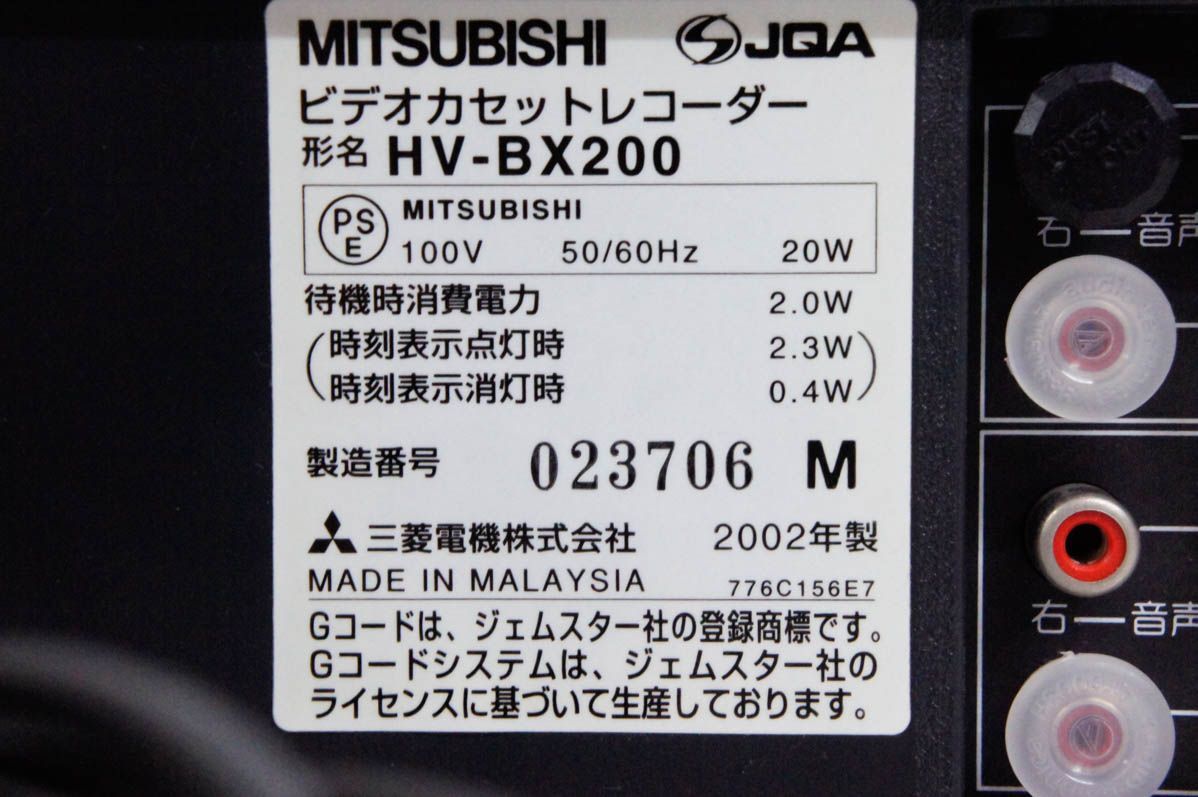 MITSUBISHI JQA
ビデオカセットレコーダー
形名 HV-BX200
PSE MITSUBISHI
100V 50/60Hz 20W
待機時消費電力 2.0W
(時刻表示点灯時 2.3W)
(時刻表示消灯時 0.4W)
製造番号 023706 M
三菱電機株式会社 2002年製
MADE IN MALAYSIA 776C156E7
Gコードは、ジェムスター社の登録商標です。
Gコードシステムは、ジェムスター社の
ライセンスに基づいて生産しております。
右ー音声
右ー音声